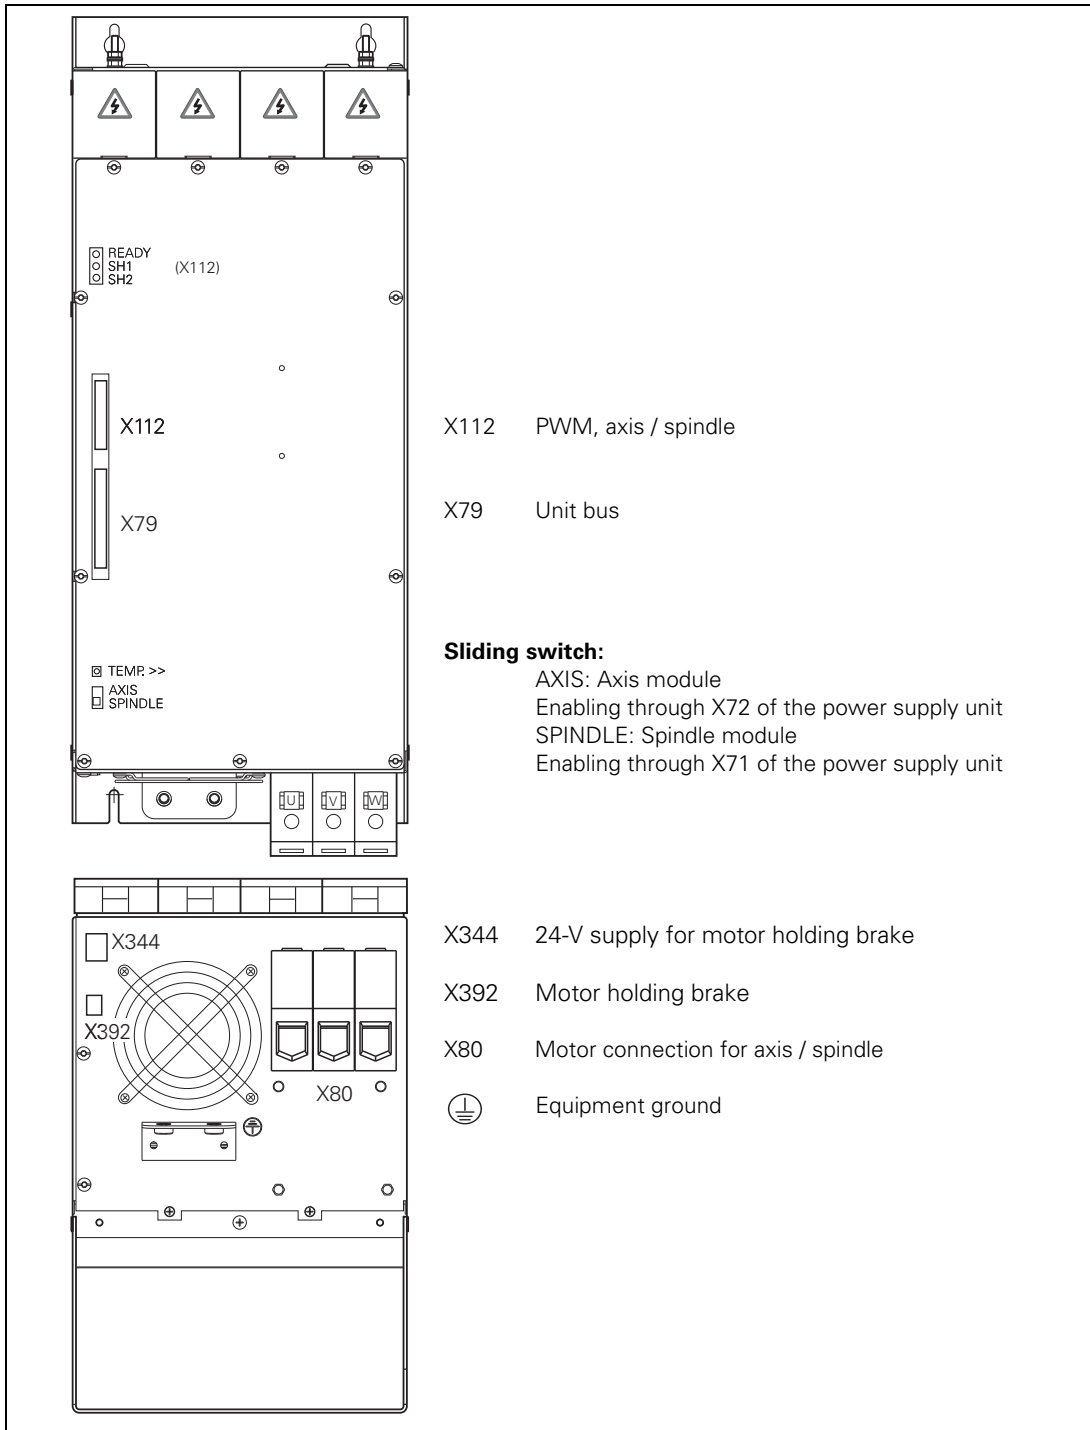 READY
SH1 (X112)
SH2
X112
X112 PWM, axis / spindle
X79
X79 Unit bus
TEMP. >>
AXIS
SPINDLE
Sliding switch:
AXIS: Axis module
Enabling through X72 of the power supply unit
SPINDLE: Spindle module
Enabling through X71 of the power supply unit
U V W
X344
X344 24-V supply for motor holding brake
X392
X392 Motor holding brake
X80
X80 Motor connection for axis / spindle
Equipment ground